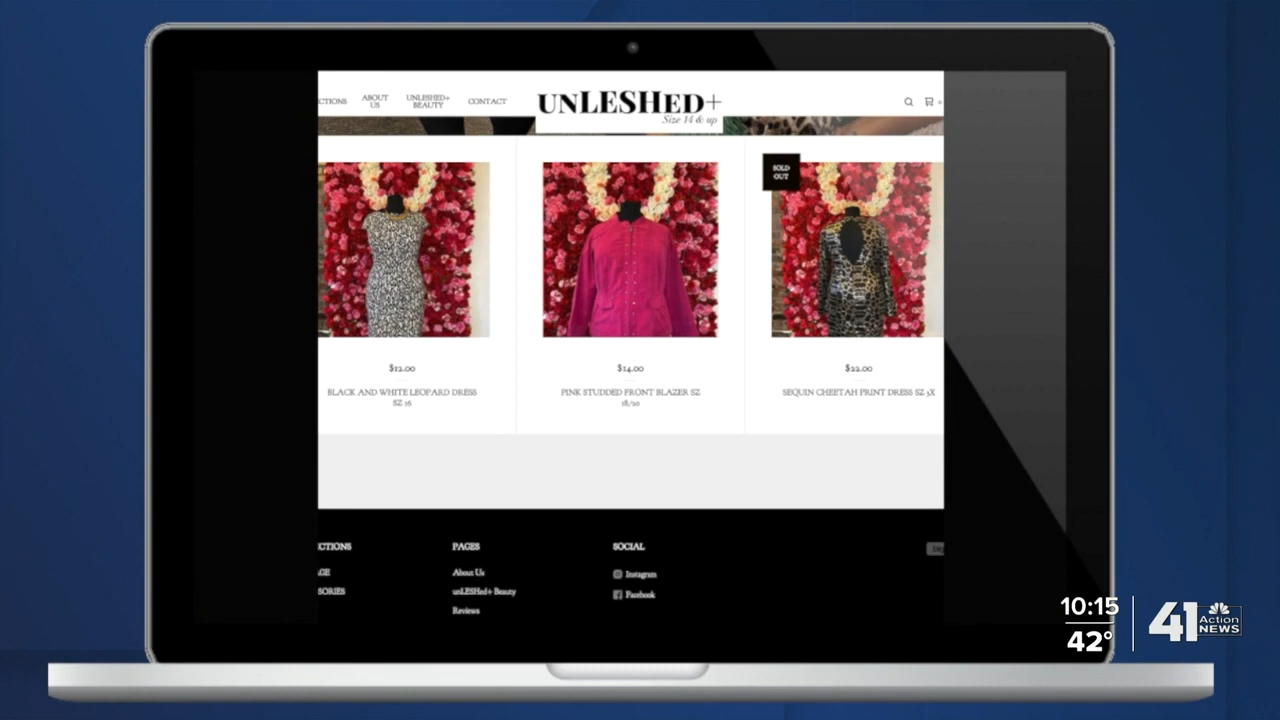 CTIONS
ABOUT
US
UNLESHED+
BEAUTY
CONTACT
UNLESHED+
Size 14 & up
0
SOLD
OUT
$12.00
BLACK AND WHITE LEOPARD DRESS
SZ 16
$14.00
PINK STUDDED FRONT BLAZER SZ
18/20
$22.00
SEQUIN CHEETAH PRINT DRESS SZ 3X
CTIONS
GE
SORIES
PAGES
About Us
unLESHed+ Beauty
Reviews
SOCIAL
Instagram
Facebook
10:15
42°
41 Action
NEWS